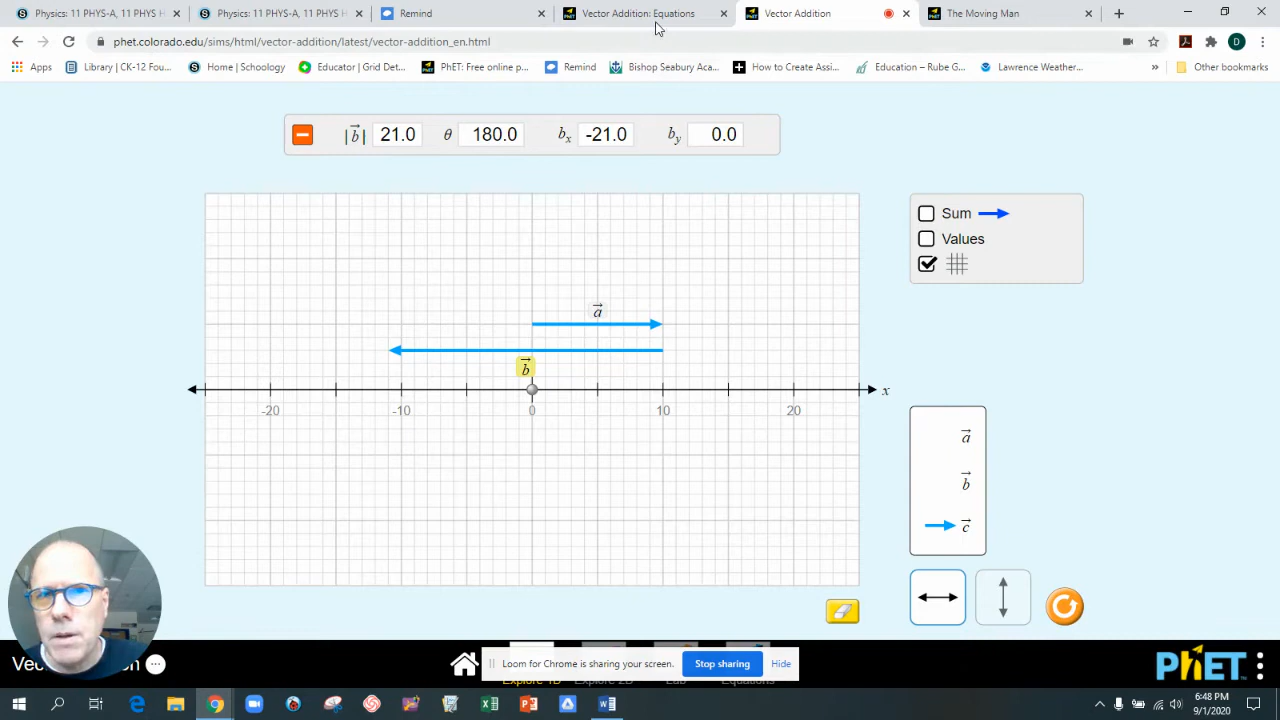 Physics: 11 PHYS-A 11 PHYS H
Physics: 11 PHYS-A 11 PHYS H
Remind
Vector Addition: Equations
Vector Addition
The Moving Man
phet.colorado.edu/sims/html/vector-addition/latest/vector-addition_en.html
D
Apps
Library | CK-12 Fou...
Home | Schoology
Educator | Grid Det...
PhET: Free online p...
Remind
Bishop Seabury Aca...
How to Create Assi...
Education – Rube G...
Lawrence Weather...
»
Other bookmarks
|b⃗| 21.0 θ 180.0 bx -21.0 by 0.0
Sum
Values
a⃗
b⃗
x
-20 -10 0 10 20
a⃗
b⃗
c⃗
Loom for Chrome is sharing your screen. Stop sharing Hide
PhET
6:48 PM
9/1/2020